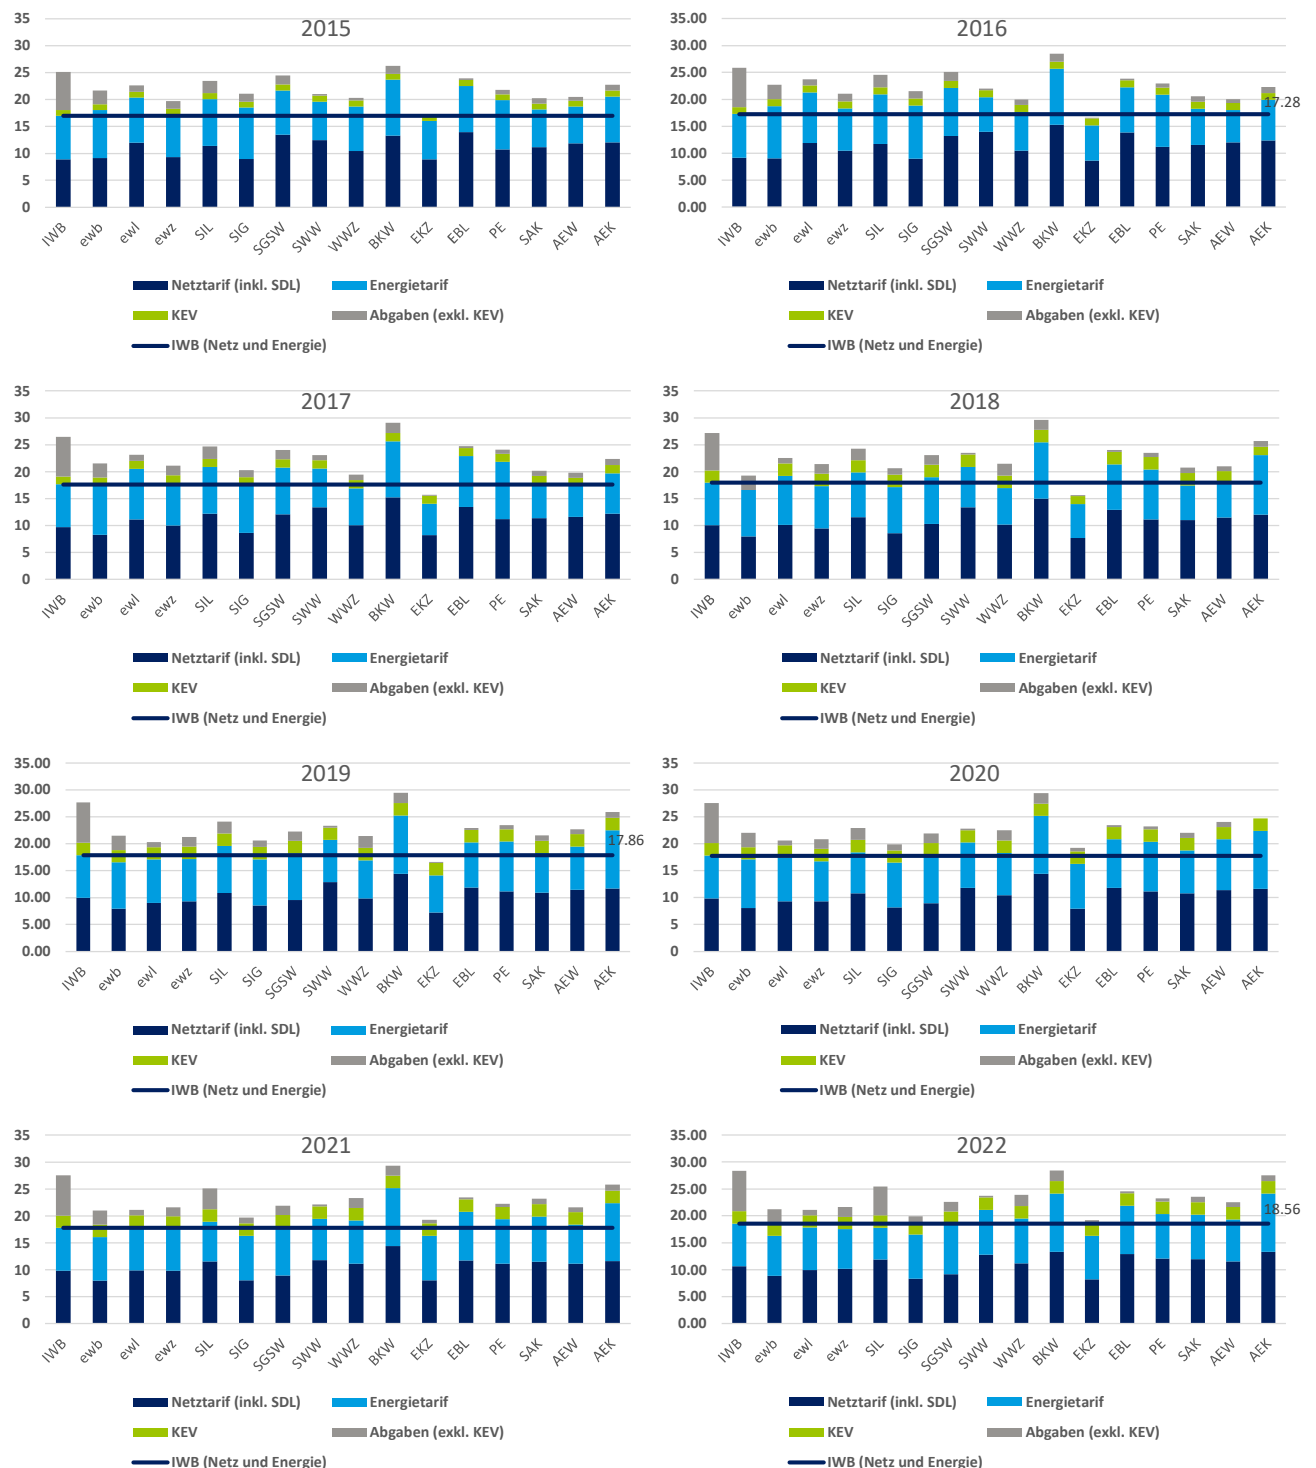 2015
35
30
25
20
15
10
5
0
IWB ewb ewl ewz SIL SIG SGSW SWW WWZ BKW EKZ EBL PE SAK AEW AEK
Netztarif (inkl. SDL) Energietarif
KEV Abgaben (exkl. KEV)
IWB (Netz und Energie)
2016
35.00
30.00
25.00
20.00
15.00
10.00
5.00
0.00
17.28
IWB ewb ewl ewz SIL SIG SGSW SWW WWZ BKW EKZ EBL PE SAK AEW AEK
Netztarif (inkl. SDL) Energietarif
KEV Abgaben (exkl. KEV)
IWB (Netz und Energie)
2017
35
30
25
20
15
10
5
0
IWB ewb ewl ewz SIL SIG SGSW SWW WWZ BKW EKZ EBL PE SAK AEW AEK
Netztarif (inkl. SDL) Energietarif
KEV Abgaben (exkl. KEV)
IWB (Netz und Energie)
2018
35
30
25
20
15
10
5
0
IWB ewb ewl ewz SIL SIG SGSW SWW WWZ BKW EKZ EBL PE SAK AEW AEK
Netztarif (inkl. SDL) Energietarif
KEV Abgaben (exkl. KEV)
IWB (Netz und Energie)
2019
35.00
30.00
25.00
20.00
15.00
10.00
5.00
0.00
17.86
IWB ewb ewl ewz SIL SIG SGSW SWW WWZ BKW EKZ EBL PE SAK AEW AEK
Netztarif (inkl. SDL) Energietarif
KEV Abgaben (exkl. KEV)
IWB (Netz und Energie)
2020
35
30
25
20
15
10
5
0
IWB ewb ewl ewz SIL SIG SGSW SWW WWZ BKW EKZ EBL PE SAK AEW AEK
Netztarif (inkl. SDL) Energietarif
KEV Abgaben (exkl. KEV)
IWB (Netz und Energie)
2021
35
30
25
20
15
10
5
0
IWB ewb ewl ewz SIL SIG SGSW SWW WWZ BKW EKZ EBL PE SAK AEW AEK
Netztarif (inkl. SDL) Energietarif
KEV Abgaben (exkl. KEV)
IWB (Netz und Energie)
2022
35.00
30.00
25.00
20.00
15.00
10.00
5.00
0.00
18.56
IWB ewb ewl ewz SIL SIG SGSW SWW WWZ BKW EKZ EBL PE SAK AEW AEK
Netztarif (inkl. SDL) Energietarif
KEV Abgaben (exkl. KEV)
IWB (Netz und Energie)